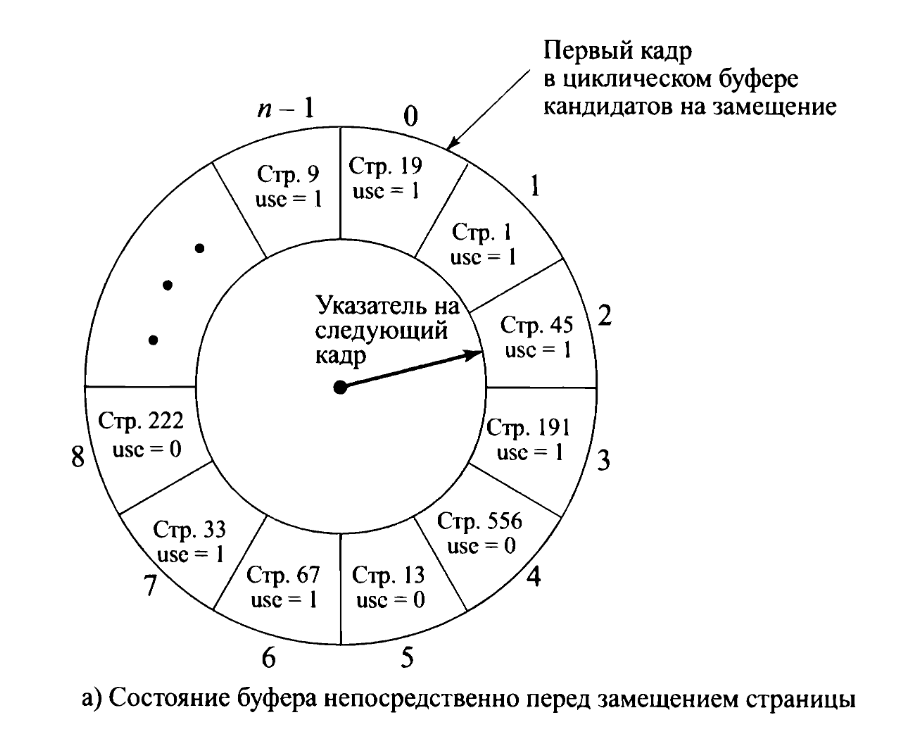 Первый кадр
в циклическом буфере
кандидатов на замещение
n – 1
0
Стр. 9
use = 1
Стр. 19
use = 1
1
Стр. 1
use = 1
2
Стр. 45
use = 1
Указатель на
следующий
кадр
Стр. 191
use = 1
3
Стр. 222
use = 0
8
Стр. 556
use = 0
4
Стр. 33
use = 1
7
Стр. 67
use = 1
6
Стр. 13
use = 0
5
а) Состояние буфера непосредственно перед замещением страницы